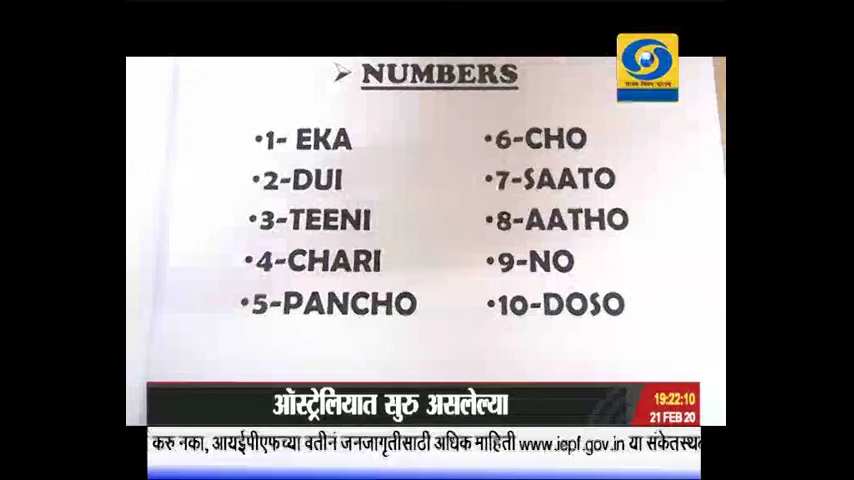 ➢ NUMBERS
•1- EKA
•2-DUI
•3-TEENI
•4-CHARI
•5-PANCHO
•6-CHO
•7-SAATO
•8-AATHO
•9-NO
•10-DOSO
ऑस्ट्रेलियात सुरु असलेल्या
19:22:10
21 FEB 20
करु नका, आयईपीएफच्या वतीनं जनजागृतीसाठी अधिक माहिती www.iepf.gov.in या संकेतस्थ